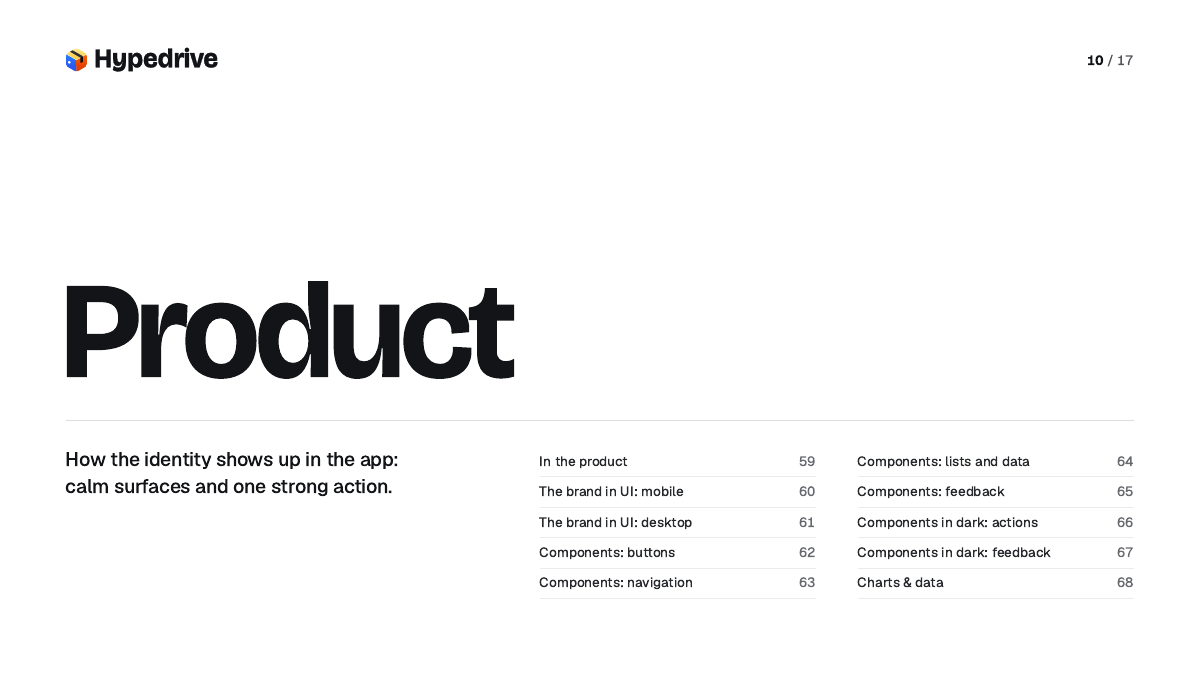 Hypedrive
10 / 17
Product
How the identity shows up in the app:
calm surfaces and one strong action.
In the product 59
The brand in UI: mobile 60
The brand in UI: desktop 61
Components: buttons 62
Components: navigation 63
Components: lists and data 64
Components: feedback 65
Components in dark: actions 66
Components in dark: feedback 67
Charts & data 68